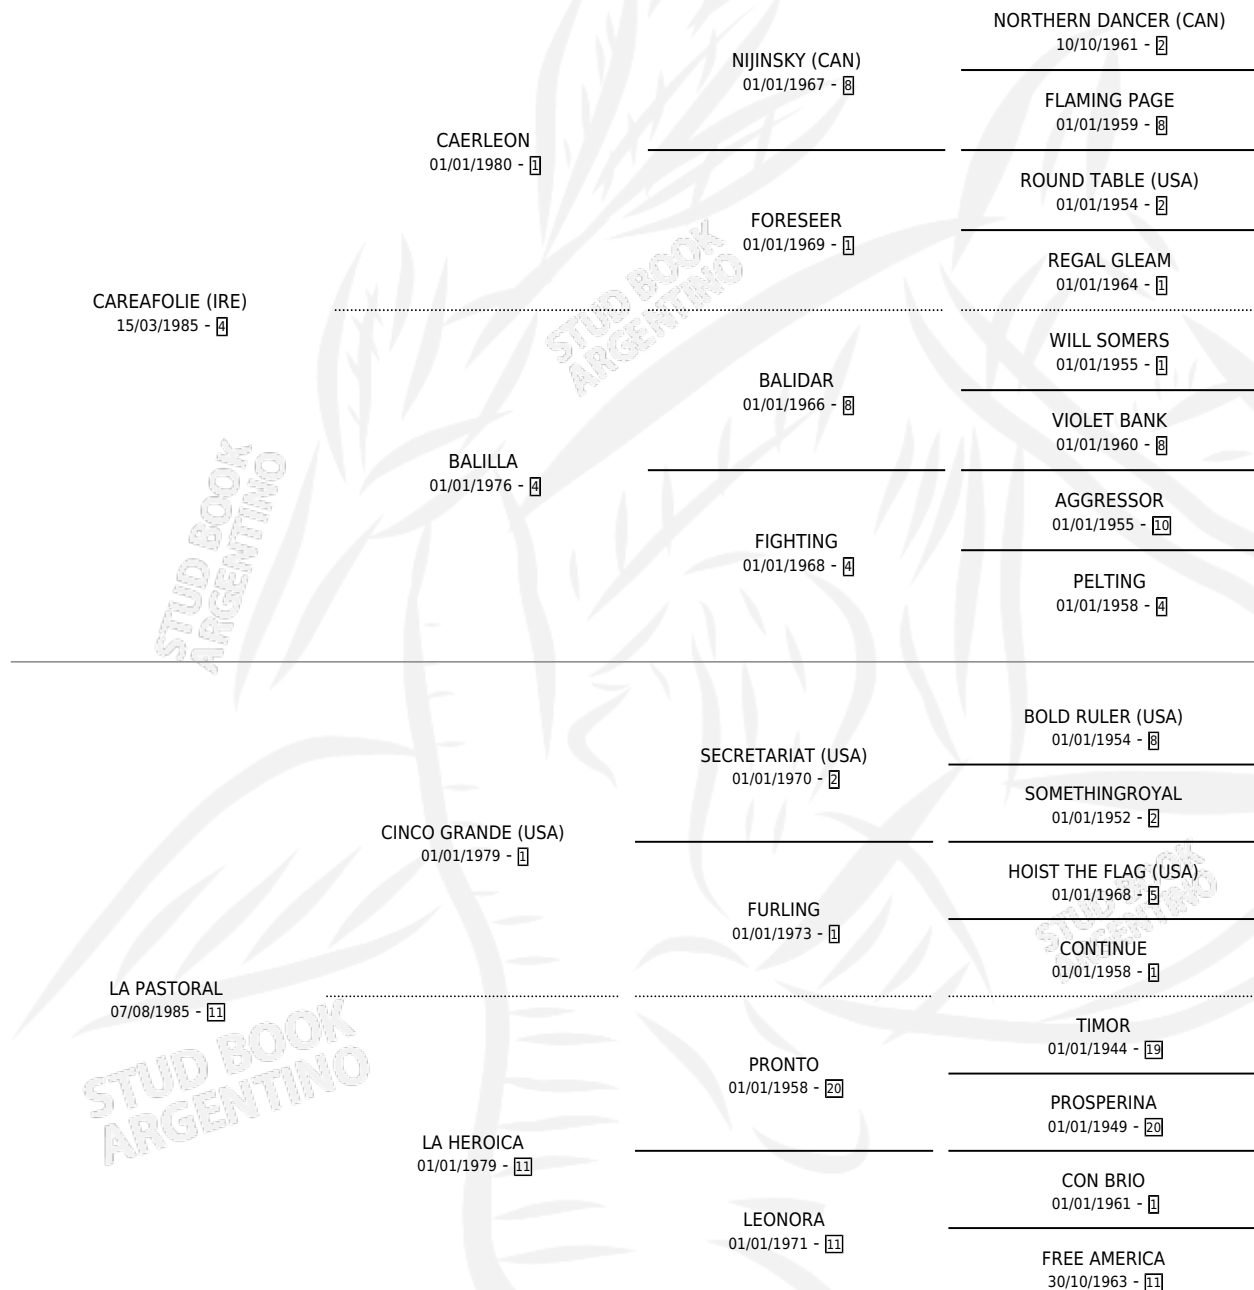 NORTHERN DANCER (CAN)
10/10/1961 - 2
NIJINSKY (CAN)
01/01/1967 - 8
FLAMING PAGE
01/01/1959 - 8
CAERLEON
01/01/1980 - 1
ROUND TABLE (USA)
01/01/1954 - 2
FORESEER
01/01/1969 - 1
REGAL GLEAM
01/01/1964 - 1
CAREAFOLIE (IRE)
15/03/1985 - 4
STUD BOOK
ARGENTINO
WILL SOMERS
01/01/1955 - 1
BALIDAR
01/01/1966 - 8
VIOLET BANK
01/01/1960 - 8
BALILLA
01/01/1976 - 4
AGGRESSOR
01/01/1955 - 10
FIGHTING
01/01/1968 - 4
PELTING
01/01/1958 - 4
STUD BOOK
ARGENTINO
BOLD RULER (USA)
01/01/1954 - 8
SECRETARIAT (USA)
01/01/1970 - 2
SOMETHINGROYAL
01/01/1952 - 2
CINCO GRANDE (USA)
01/01/1979 - 1
HOIST THE FLAG (USA)
01/01/1968 - 5
STUD BOOK
ARGENTINO
FURLING
01/01/1973 - 1
CONTINUE
01/01/1958 - 1
LA PASTORAL
07/08/1985 - 11
STUD BOOK
ARGENTINO
TIMOR
01/01/1944 - 19
PRONTO
01/01/1958 - 20
PROSPERINA
01/01/1949 - 20
LA HEROICA
01/01/1979 - 11
CON BRIO
01/01/1961 - 1
LEONORA
01/01/1971 - 11
FREE AMERICA
30/10/1963 - 11